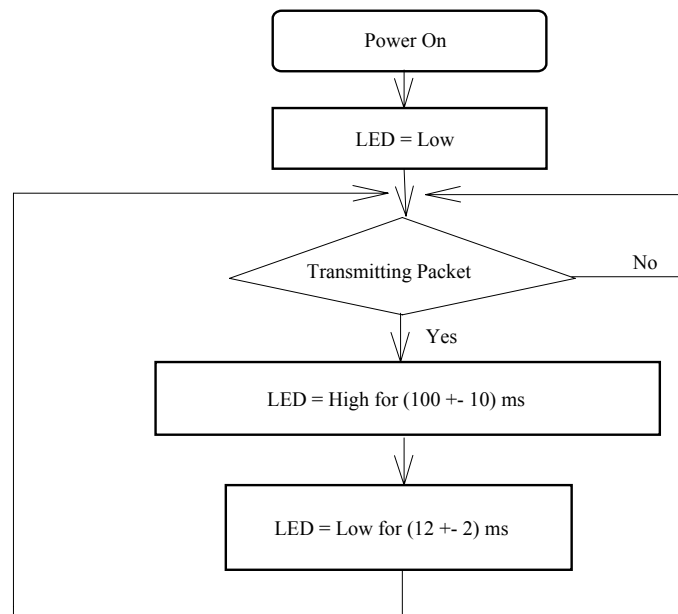 Power On
LED = Low
Transmitting Packet
No
Yes
LED = High for (100 +- 10) ms
LED = Low for (12 +- 2) ms